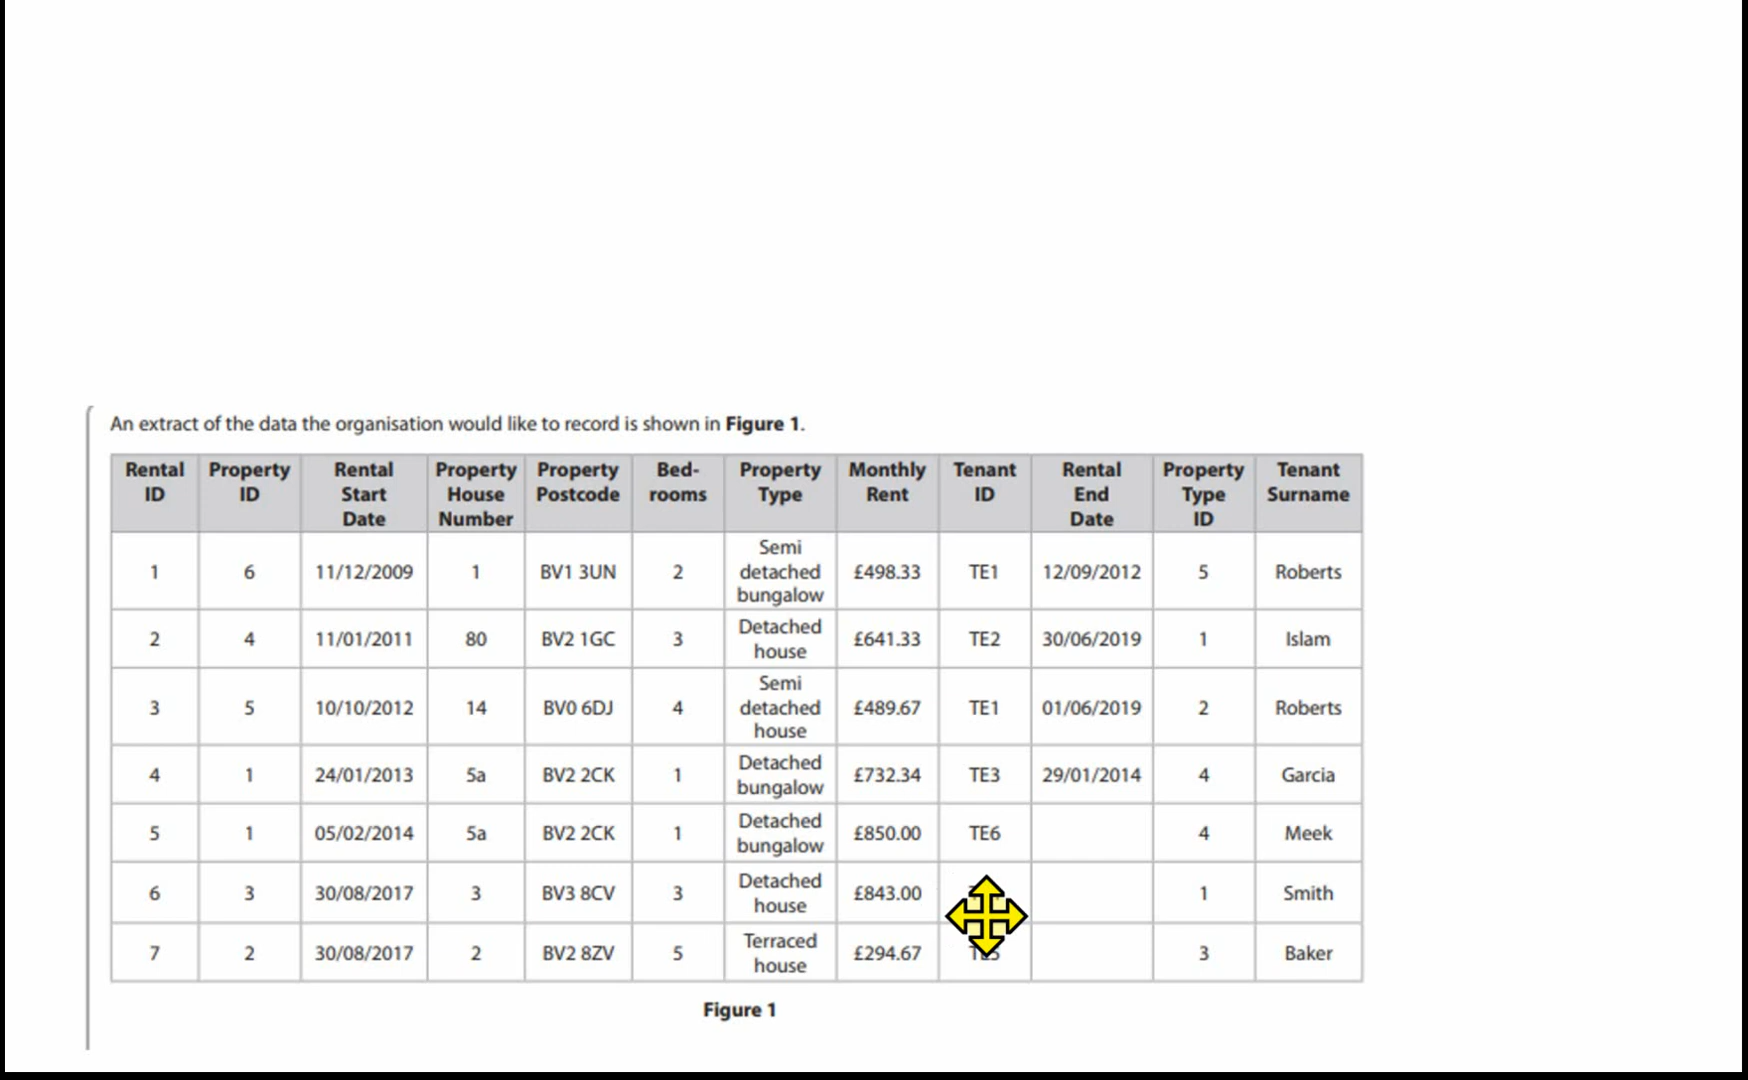 An extract of the data the organisation would like to record is shown in Figure 1.
Rental ID | Property ID | Rental Start Date | Property House Number | Property Postcode | Bed-rooms | Property Type | Monthly Rent | Tenant ID | Rental End Date | Property Type ID | Tenant Surname
1 | 6 | 11/12/2009 | 1 | BV1 3UN | 2 | Semi detached bungalow | £498.33 | TE1 | 12/09/2012 | 5 | Roberts
2 | 4 | 11/01/2011 | 80 | BV2 1GC | 3 | Detached house | £641.33 | TE2 | 30/06/2019 | 1 | Islam
3 | 5 | 10/10/2012 | 14 | BV0 6DJ | 4 | Semi detached house | £489.67 | TE1 | 01/06/2019 | 2 | Roberts
4 | 1 | 24/01/2013 | 5a | BV2 2CK | 1 | Detached bungalow | £732.34 | TE3 | 29/01/2014 | 4 | Garcia
5 | 1 | 05/02/2014 | 5a | BV2 2CK | 1 | Detached bungalow | £850.00 | TE6 | | 4 | Meek
6 | 3 | 30/08/2017 | 3 | BV3 8CV | 3 | Detached house | £843.00 | | | 1 | Smith
7 | 2 | 30/08/2017 | 2 | BV2 8ZV | 5 | Terraced house | £294.67 | | | 3 | Baker
Figure 1